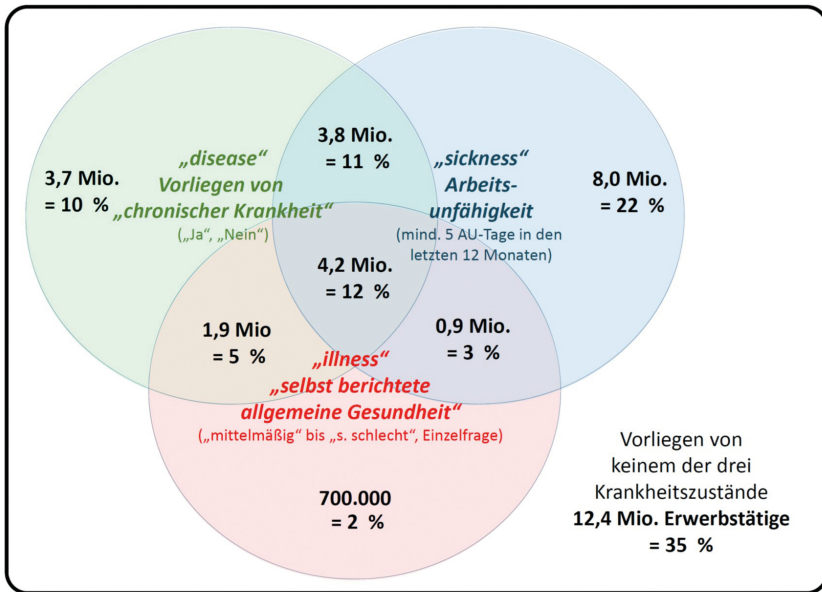 3,8 Mio.
= 11 %
„disease“
Vorliegen von
„chronischer Krankheit“
(„Ja“, „Nein“)
3,7 Mio.
= 10 %
„sickness“
Arbeits-
unfähigkeit
(mind. 5 AU-Tage in den
letzten 12 Monaten)
8,0 Mio.
= 22 %
4,2 Mio.
= 12 %
1,9 Mio
= 5 %
0,9 Mio.
= 3 %
„illness“
„selbst berichtete
allgemeine Gesundheit“
(„mittelmäßig“ bis „s. schlecht“, Einzelfrage)
700.000
= 2 %
Vorliegen von
keinem der drei
Krankheitszustände
12,4 Mio. Erwerbstätige
= 35 %